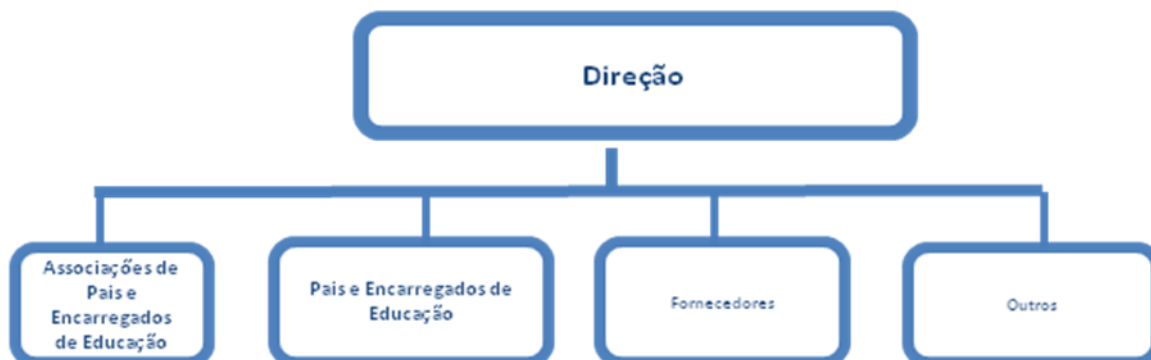 Direção
Associações de
Pais e
Encarregados
de Educação
Pais e Encarregados de
Educação
Fornecedores
Outros